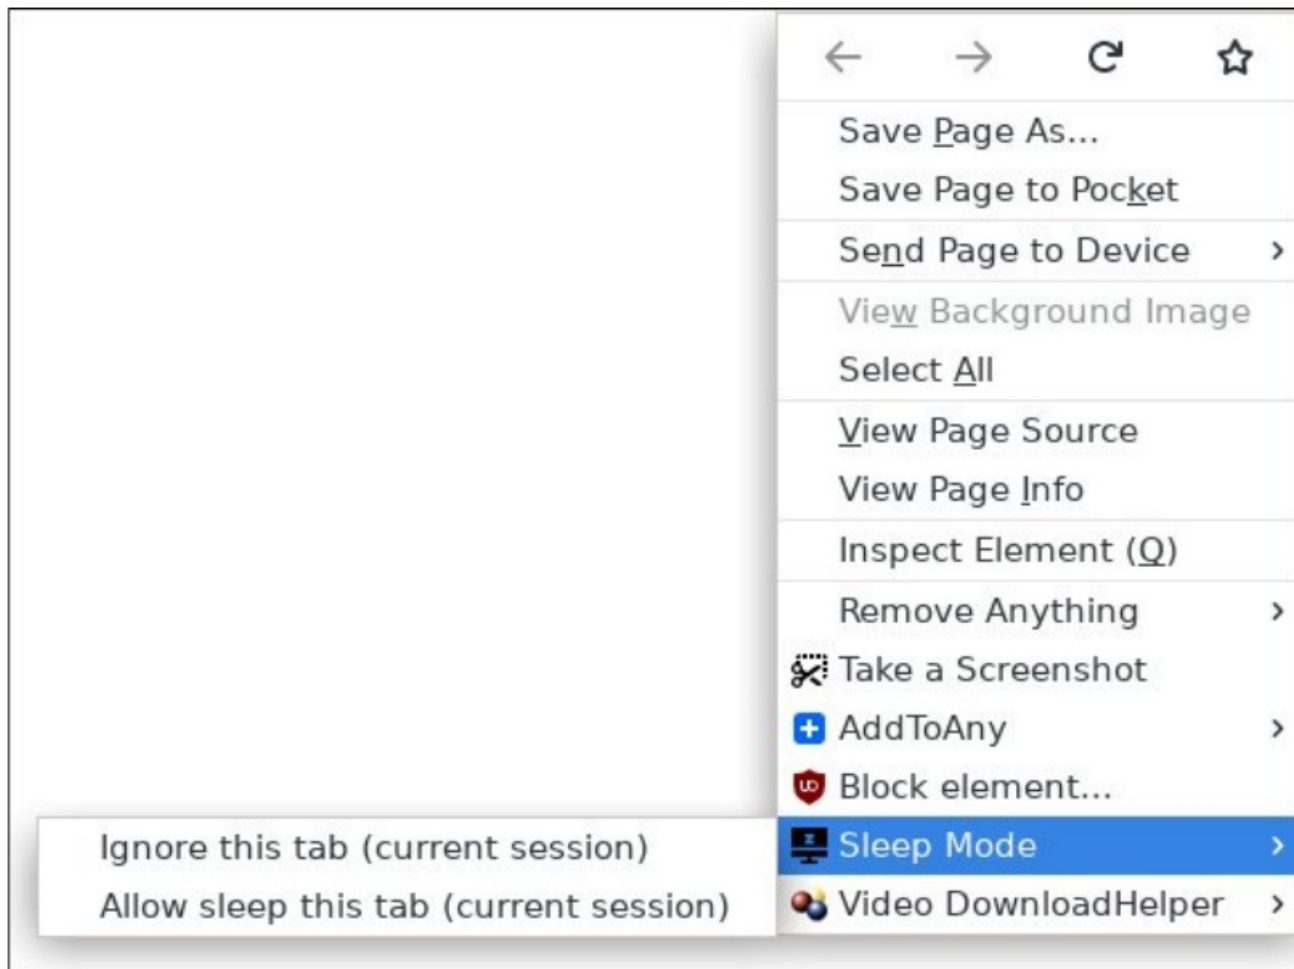 Save Page As...
Save Page to Pocket
Send Page to Device
View Background Image
Select All
View Page Source
View Page Info
Inspect Element (Q)
Remove Anything
Take a Screenshot
AddToAny
Block element...
Sleep Mode
Video DownloadHelper
Ignore this tab (current session)
Allow sleep this tab (current session)